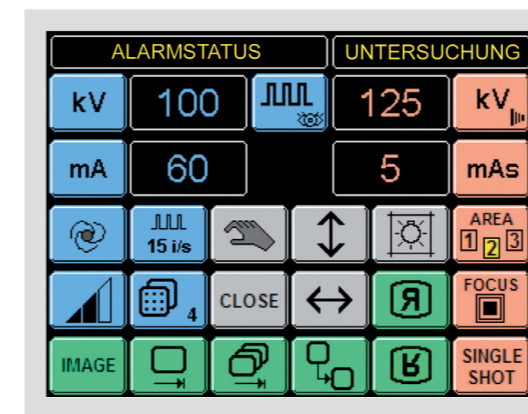 ALARMSTATUS UNTERSUCHUNG
kV 100 125 kV
mA 60 5 mAs
15 i/s AREA
1 2 3
4 CLOSE Я FOCUS
IMAGE R SINGLE
SHOT